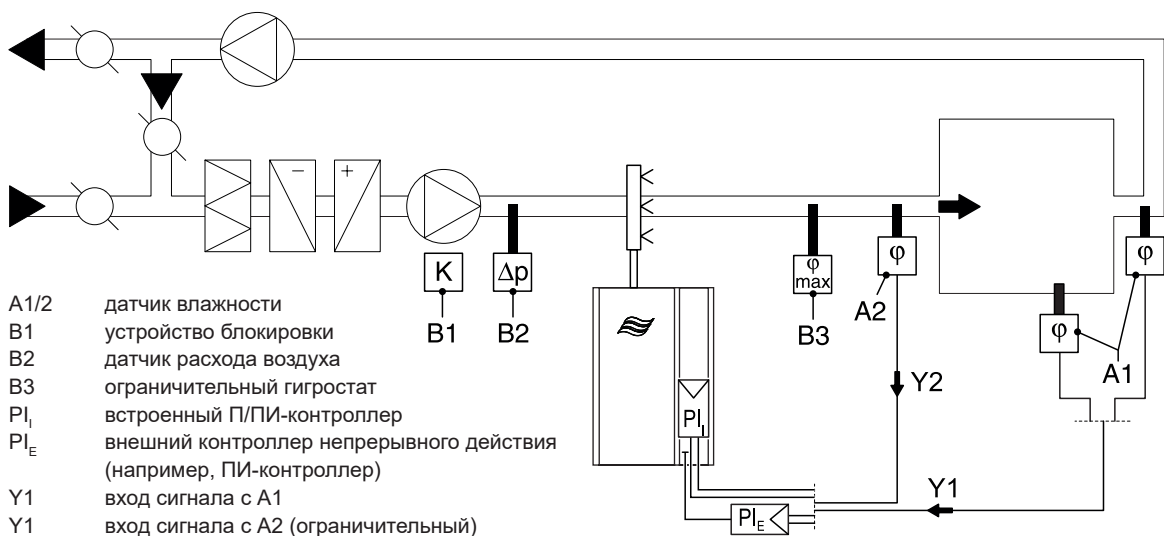 − +
K
Δp
φ
max
φ
φ
φ
B1
B2
B3
A2
A1
Y2
Y1
PI_I
PI_E
A1/2 датчик влажности
B1 устройство блокировки
B2 датчик расхода воздуха
B3 ограничительный гигростат
PI_I встроенный П/ПИ-контроллер
PI_E внешний контроллер непрерывного действия
(например, ПИ-контроллер)
Y1 вход сигнала с A1
Y1 вход сигнала с A2 (ограничительный)